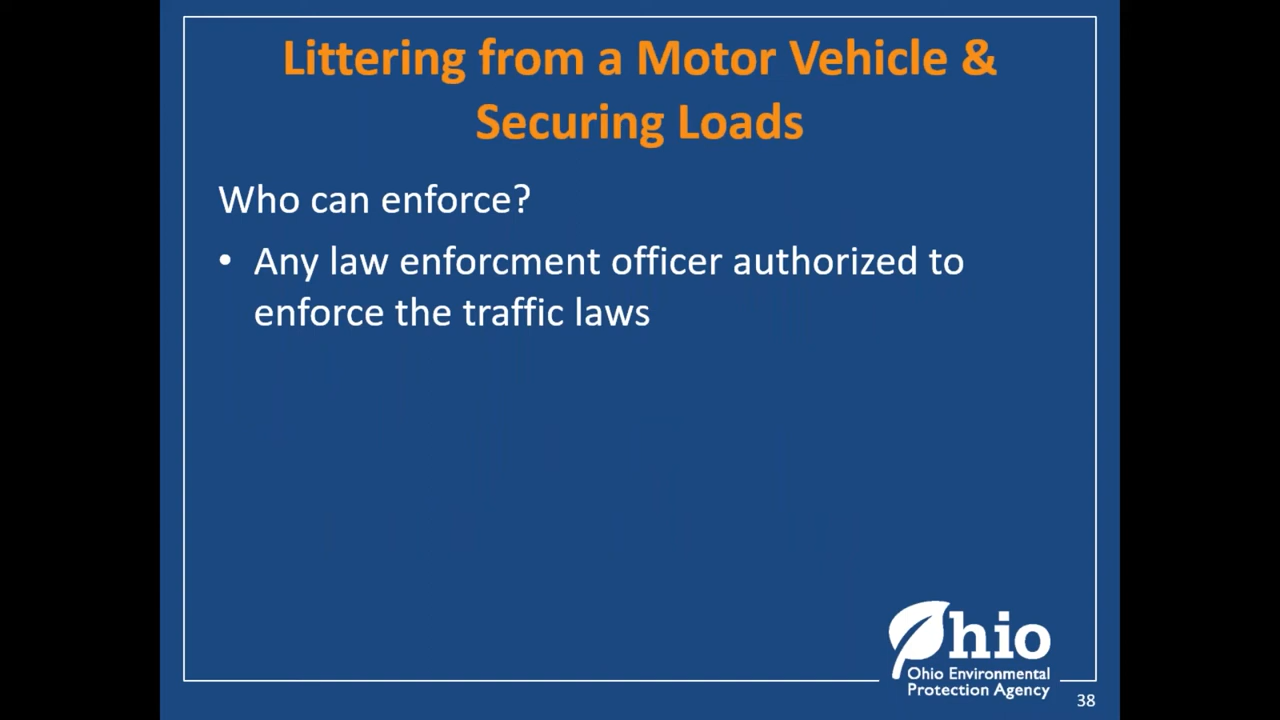 Littering from a Motor Vehicle &
Securing Loads
Who can enforce?
• Any law enforcment officer authorized to
enforce the traffic laws
Ohio
Ohio Environmental
Protection Agency
38